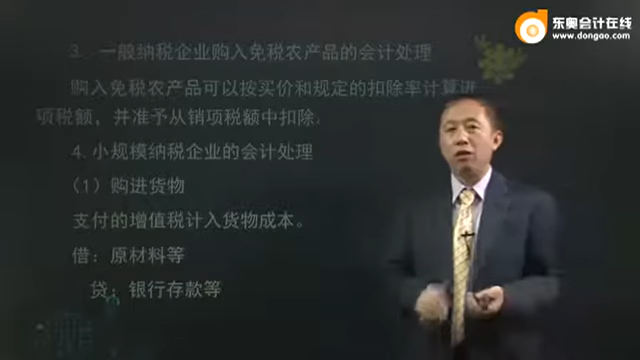 东奥会计在线
www.dongao.com
3. 一般纳税企业购入免税农产品的会计处理
购入免税农产品可以按买价和规定的扣除率计算进
项税额，并准予从销项税额中扣除.
4. 小规模纳税企业的会计处理
（1）购进货物
支付的增值税计入货物成本。
借：原材料等
贷：银行存款等